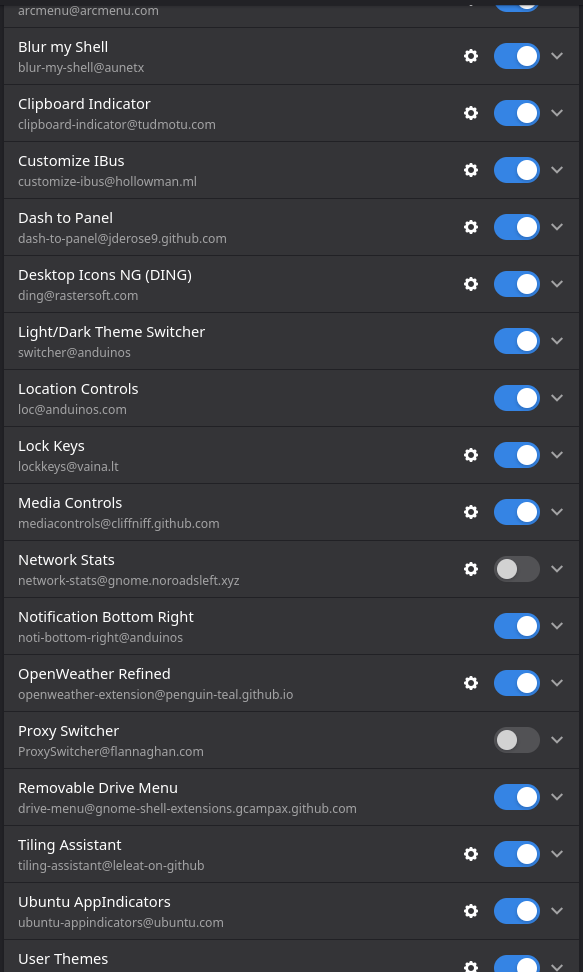 arcmenu@arcmenu.com
Blur my Shell
blur-my-shell@aunetx
Clipboard Indicator
clipboard-indicator@tudmotu.com
Customize IBus
customize-ibus@hollowman.ml
Dash to Panel
dash-to-panel@jderose9.github.com
Desktop Icons NG (DING)
ding@rastersoft.com
Light/Dark Theme Switcher
switcher@anduinos
Location Controls
loc@anduinos.com
Lock Keys
lockkeys@vaina.lt
Media Controls
mediacontrols@cliffniff.github.com
Network Stats
network-stats@gnome.noroadsleft.xyz
Notification Bottom Right
noti-bottom-right@anduinos
OpenWeather Refined
openweather-extension@penguin-teal.github.io
Proxy Switcher
ProxySwitcher@flannaghan.com
Removable Drive Menu
drive-menu@gnome-shell-extensions.gcampax.github.com
Tiling Assistant
tiling-assistant@leleat-on-github
Ubuntu AppIndicators
ubuntu-appindicators@ubuntu.com
User Themes